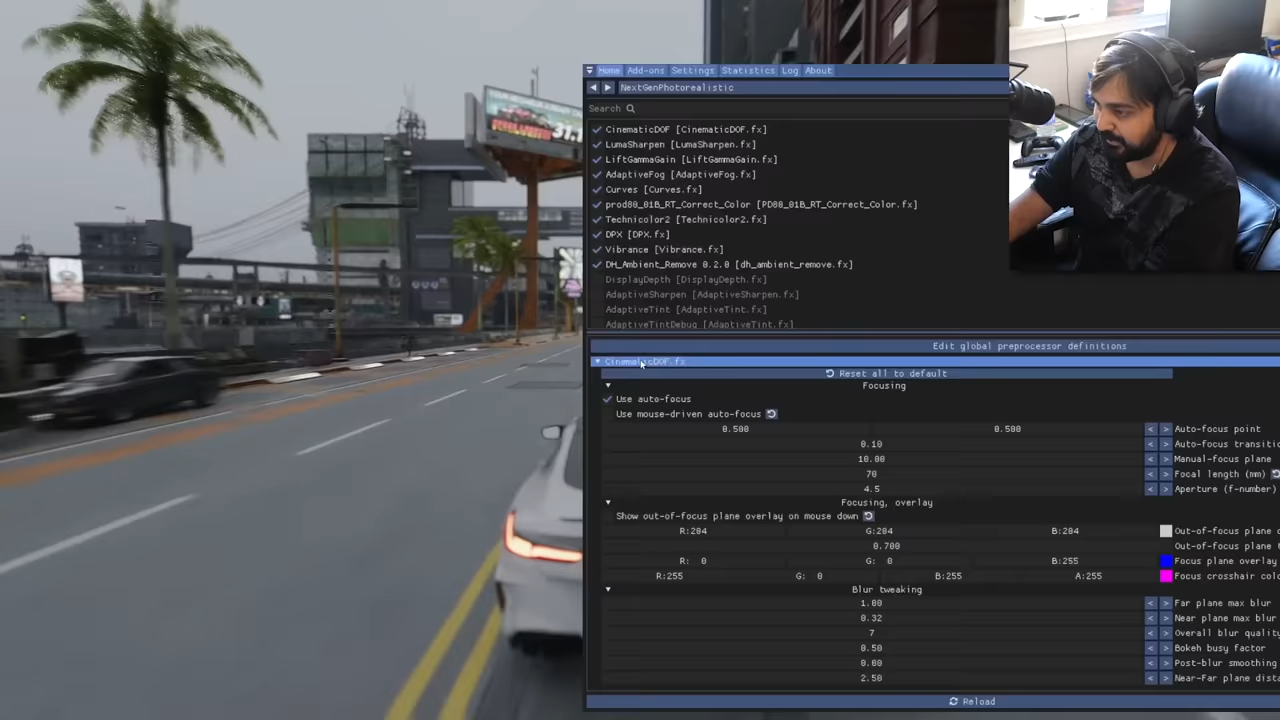 Home Add-ons Settings Statistics Log About
NextGenPhotorealistic
Search
CinematicDOF [CinematicDOF.fx]
LumaSharpen [LumaSharpen.fx]
LiftGammaGain [LiftGammaGain.fx]
AdaptiveFog [AdaptiveFog.fx]
Curves [Curves.fx]
prod80_01B_RT_Correct_Color [PD80_01B_RT_Correct_Color.fx]
Technicolor2 [Technicolor2.fx]
DPX [DPX.fx]
Vibrance [Vibrance.fx]
DH_Ambient_Remove 0.2.0 [dh_ambient_remove.fx]
DisplayDepth [DisplayDepth.fx]
AdaptiveSharpen [AdaptiveSharpen.fx]
AdaptiveTint [AdaptiveTint.fx]
AdaptiveTintDebug [AdaptiveTint.fx]
Edit global preprocessor definitions
CinematicDOF.fx
Reset all to default
Focusing
Use auto-focus
Use mouse-driven auto-focus
0.500 0.500 Auto-focus point
0.10 Auto-focus transiti
10.00 Manual-focus plane
70 Focal length (mm)
4.5 Aperture (f-number)
Focusing, overlay
Show out-of-focus plane overlay on mouse down
R:204 G:204 B:204 Out-of-focus plane
0.700 Out-of-focus plane
R: 0 G: 0 B:255 Focus plane overlay
R:255 G: 0 B:255 A:255 Focus crosshair colo
Blur tweaking
1.00 Far plane max blur
0.32 Near plane max blur
7 Overall blur quality
0.50 Bokeh busy factor
0.00 Post-blur smoothing
2.50 Near-Far plane dista
Reload